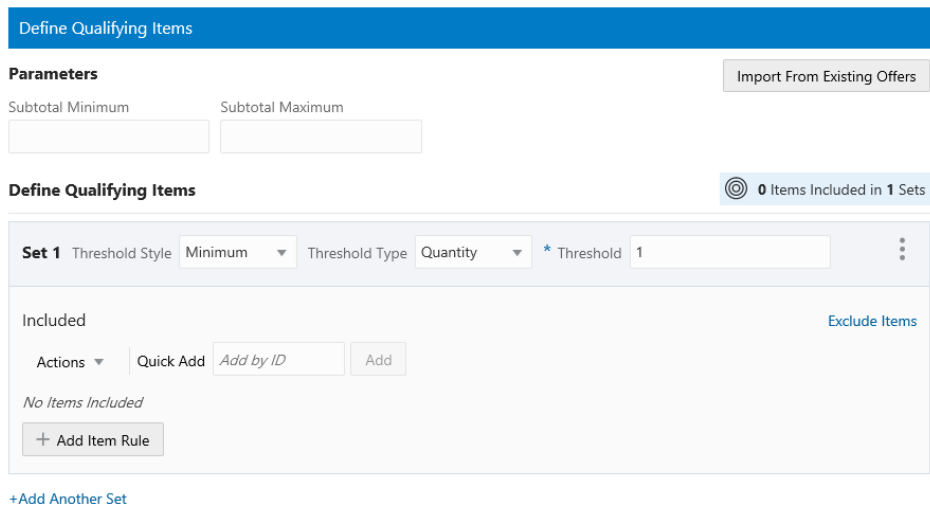 Define Qualifying Items
Parameters
Import From Existing Offers
Subtotal Minimum Subtotal Maximum
Define Qualifying Items
0 Items Included in 1 Sets
Set 1 Threshold Style Minimum Threshold Type Quantity * Threshold 1
Included
Exclude Items
Actions Quick Add Add by ID Add
No Items Included
+ Add Item Rule
+Add Another Set